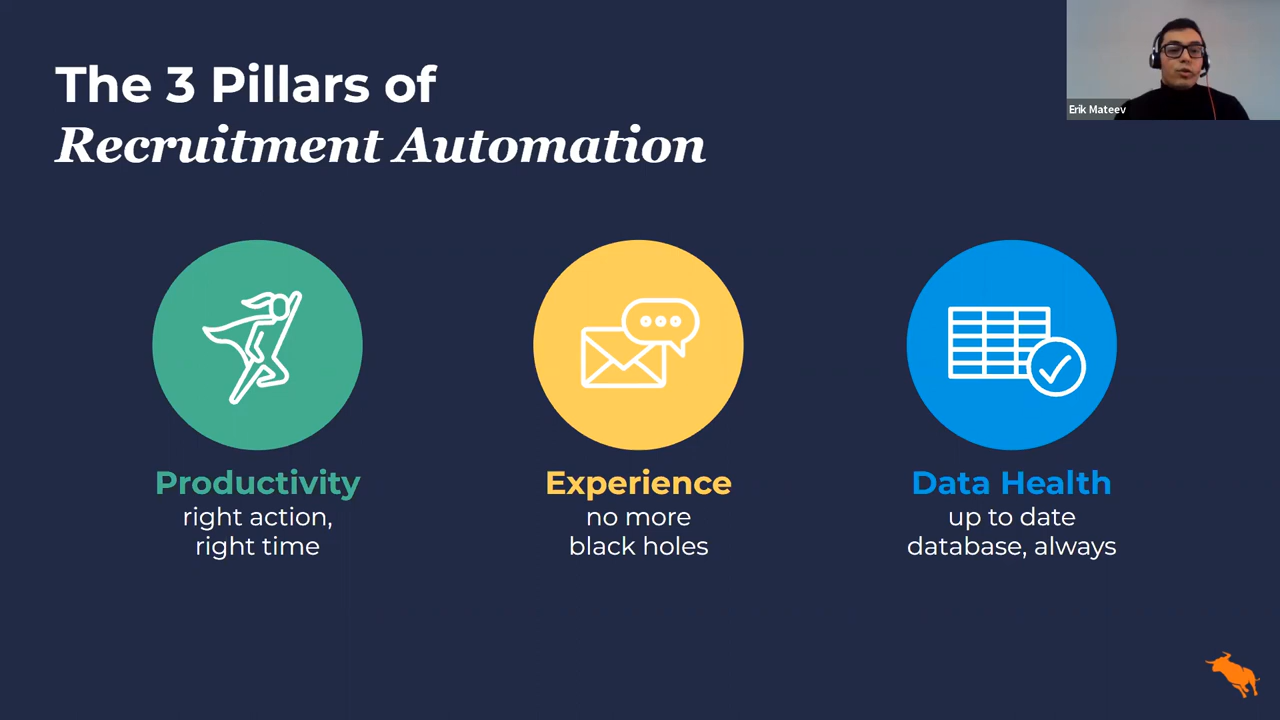 The 3 Pillars of
Recruitment Automation
Erik Mateev
Productivity
right action,
right time
Experience
no more
black holes
Data Health
up to date
database, always